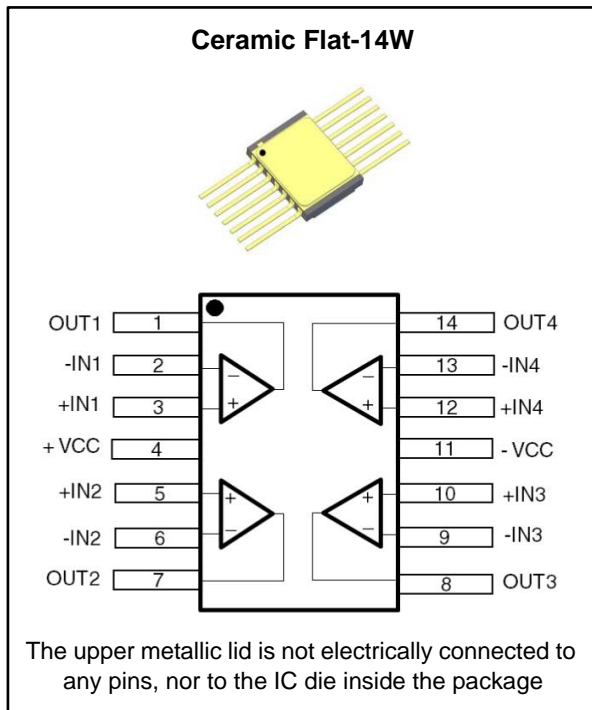 Ceramic Flat-14W
OUT1 1 14 OUT4
-IN1 2 13 -IN4
+IN1 3 12 +IN4
+ VCC 4 11 - VCC
+IN2 5 10 +IN3
-IN2 6 9 -IN3
OUT2 7 8 OUT3
− −
+ +
+ +
− −
The upper metallic lid is not electrically connected to
any pins, nor to the IC die inside the package